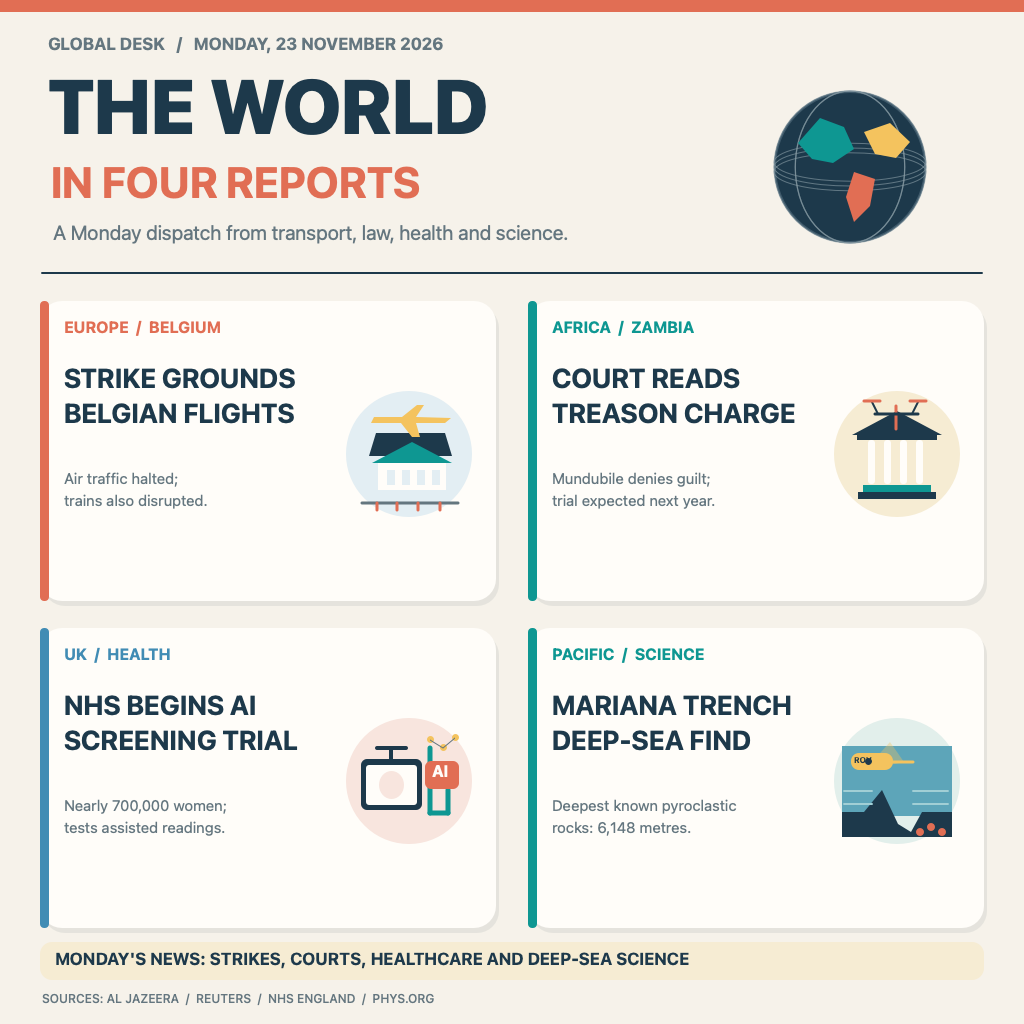 GLOBAL DESK / MONDAY, 23 NOVEMBER 2026
THE WORLD
IN FOUR REPORTS
A Monday dispatch from transport, law, health and science.
EUROPE / BELGIUM
STRIKE GROUNDS
BELGIAN FLIGHTS
Air traffic halted;
trains also disrupted.
AFRICA / ZAMBIA
COURT READS
TREASON CHARGE
Mundubile denies guilt;
trial expected next year.
UK / HEALTH
NHS BEGINS AI
SCREENING TRIAL
Nearly 700,000 women;
tests assisted readings.
AI
PACIFIC / SCIENCE
MARIANA TRENCH
DEEP-SEA FIND
Deepest known pyroclastic
rocks: 6,148 metres.
MONDAY'S NEWS: STRIKES, COURTS, HEALTHCARE AND DEEP-SEA SCIENCE
SOURCES: AL JAZEERA / REUTERS / NHS ENGLAND / PHYS.ORG